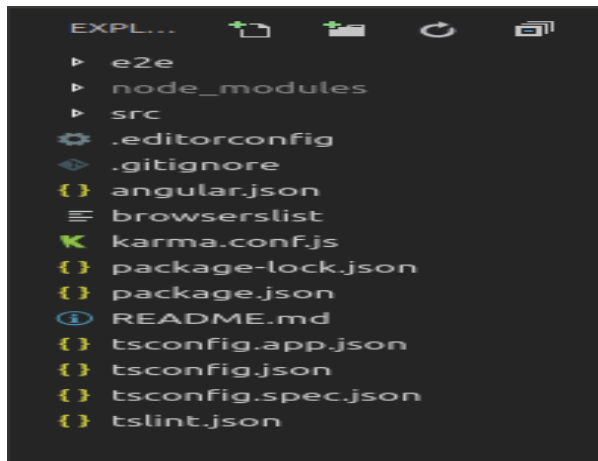 EXPL...
e2e
node_modules
src
.editorconfig
.gitignore
angular.json
browserslist
karma.conf.js
package-lock.json
package.json
README.md
tsconfig.app.json
tsconfig.json
tsconfig.spec.json
tslint.json